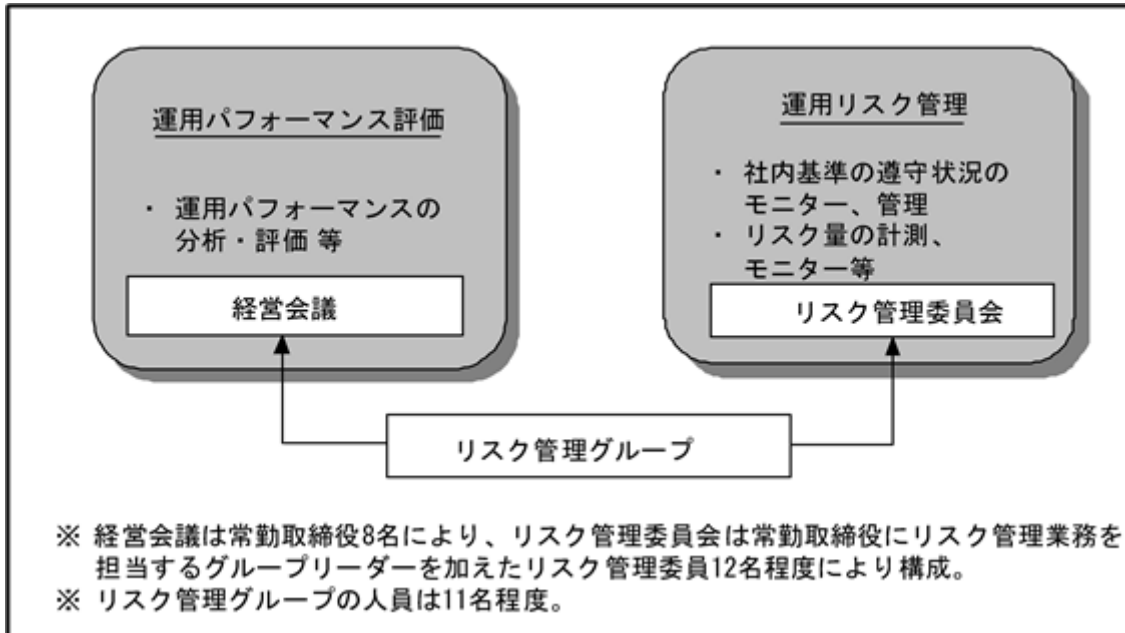 運用パフォーマンス評価
・ 運用パフォーマンスの
分析・評価 等
経営会議
運用リスク管理
・ 社内基準の遵守状況の
モニター、管理
・ リスク量の計測、
モニター等
リスク管理委員会
リスク管理グループ
※ 経営会議は常勤取締役8名により、リスク管理委員会は常勤取締役にリスク管理業務を
担当するグループリーダーを加えたリスク管理委員12名程度により構成。
※ リスク管理グループの人員は11名程度。